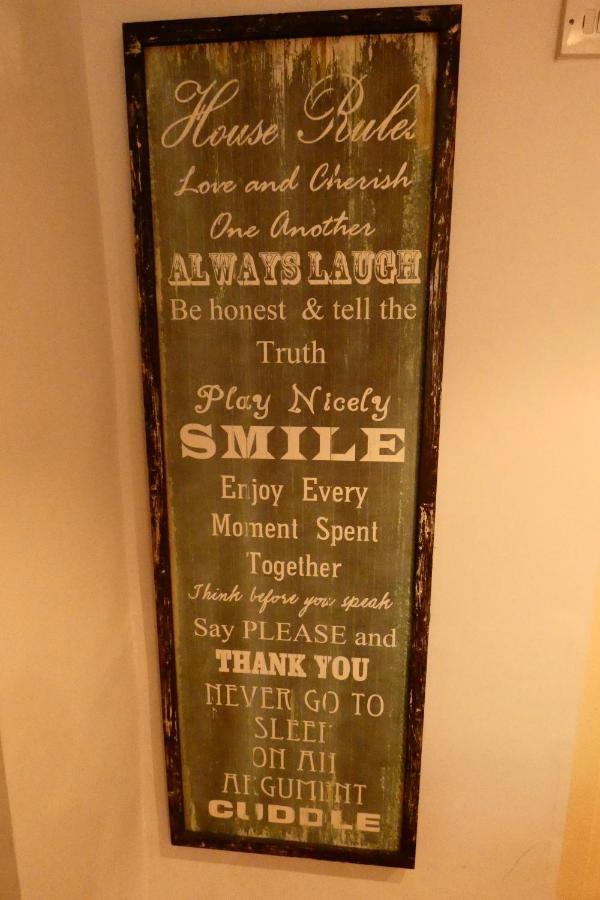 House Rules
Love and Cherish
One Another
ALWAYS LAUGH
Be honest & tell the
Truth
Play Nicely
SMILE
Enjoy Every
Moment Spent
Together
Think before you speak
Say PLEASE and
THANK YOU
NEVER GO TO
SLEEP
ON AN
ARGUMENT
CUDDLE